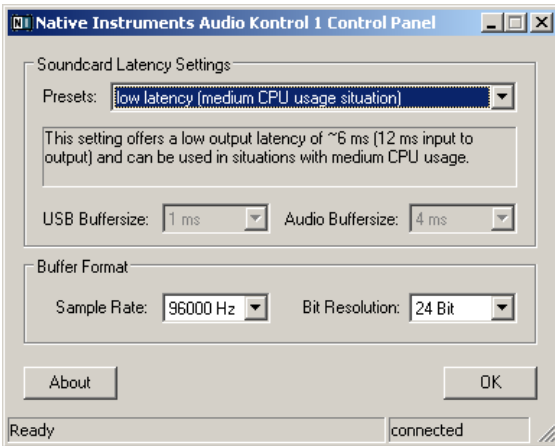 Native Instruments Audio Kontrol 1 Control Panel
Soundcard Latency Settings
Presets: low latency (medium CPU usage situation)
This setting offers a low output latency of ~6 ms (12 ms input to
output) and can be used in situations with medium CPU usage.
USB Buffersize: 1 ms Audio Buffersize: 4 ms
Buffer Format
Sample Rate: 96000 Hz Bit Resolution: 24 Bit
About OK
Ready connected